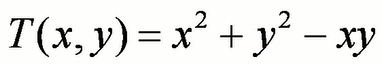 T(x, y) = x² + y² − xy